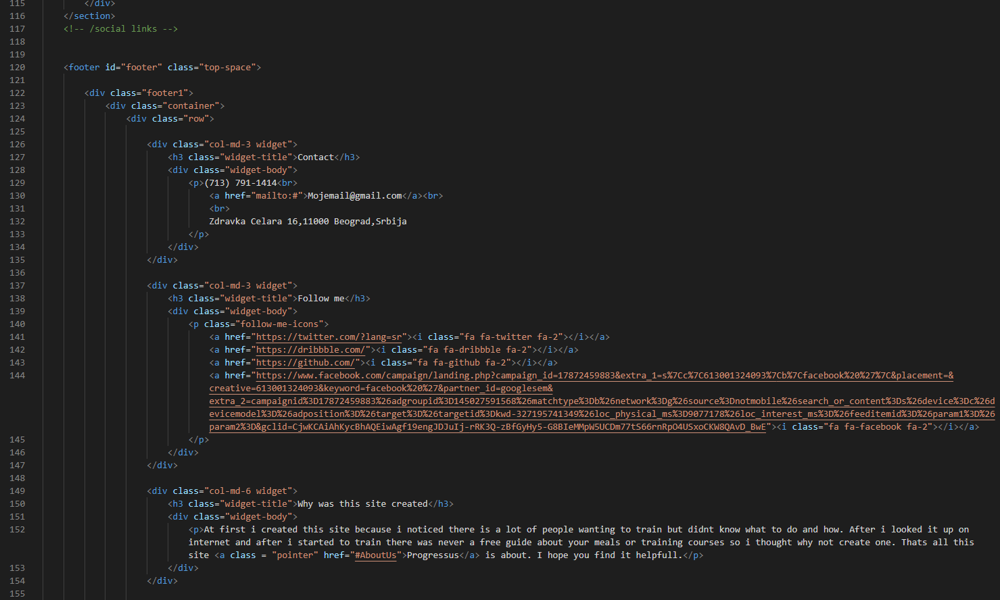 115 </div>
116 </section>
117 <!-- /social links -->
118
119
120 <footer id="footer" class="top-space">
121
122 <div class="footer1">
123 <div class="container">
124 <div class="row">
125
126 <div class="col-md-3 widget">
127 <h3 class="widget-title">Contact</h3>
128 <div class="widget-body">
129 <p>(713) 791-1414<br>
130 <a href="mailto:#">Mojemail@gmail.com</a><br>
131 <br>
132 Zdravka Celara 16,11000 Beograd,Srbija
133 </p>
134 </div>
135 </div>
136
137 <div class="col-md-3 widget">
138 <h3 class="widget-title">Follow me</h3>
139 <div class="widget-body">
140 <p class="follow-me-icons">
141 <a href="https://twitter.com/?lang=sr"><i class="fa fa-twitter fa-2"></i></a>
142 <a href="https://dribbble.com/"><i class="fa fa-dribbble fa-2"></i></a>
143 <a href="https://github.com/"><i class="fa fa-github fa-2"></i></a>
144 <a href="https://www.facebook.com/campaign/landing.php?campaign_id=17872459883&extra_1=s%7Cc%7C613001324093%7Cb%7Cfacebook%20%27%7C&placement=&
creative=613001324093&keyword=facebook%20%27&partner_id=googlesem&
extra_2=campaignid%3D17872459883%26adgroupid%3D145027591568%26matchtype%3Db%26network%3Dg%26source%3Dnotmobile%26search_or_content%3Ds%26device%3Dc%26d
evicemodel%3D%26adposition%3D%26target%3D%26targetid%3Dkwd-327195741349%26loc_physical_ms%3D9077178%26loc_interest_ms%3D%26feeditemid%3D%26param1%3D%26
param2%3D&gclid=CjwKCAiAhKycBhAQEiwAgf19engJDJuIj-rRK3Q-zBfGyHy5-G8BIeMMpW5UCDm77tS66rnRpO4USxoCKW8QAvD_BwE"><i class="fa fa-facebook fa-2"></i></a>
145 </p>
146 </div>
147 </div>
148
149 <div class="col-md-6 widget">
150 <h3 class="widget-title">Why was this site created</h3>
151 <div class="widget-body">
152 <p>At first i created this site because i noticed there is a lot of people wanting to train but didnt know what to do and how. After i looked it up on
internet and after i started to train there was never a free guide about your meals or training courses so i thought why not create one. Thats all this
site <a class = "pointer" href="#AboutUs">Progressus</a> is about. I hope you find it helpfull.</p>
153 </div>
154 </div>
155